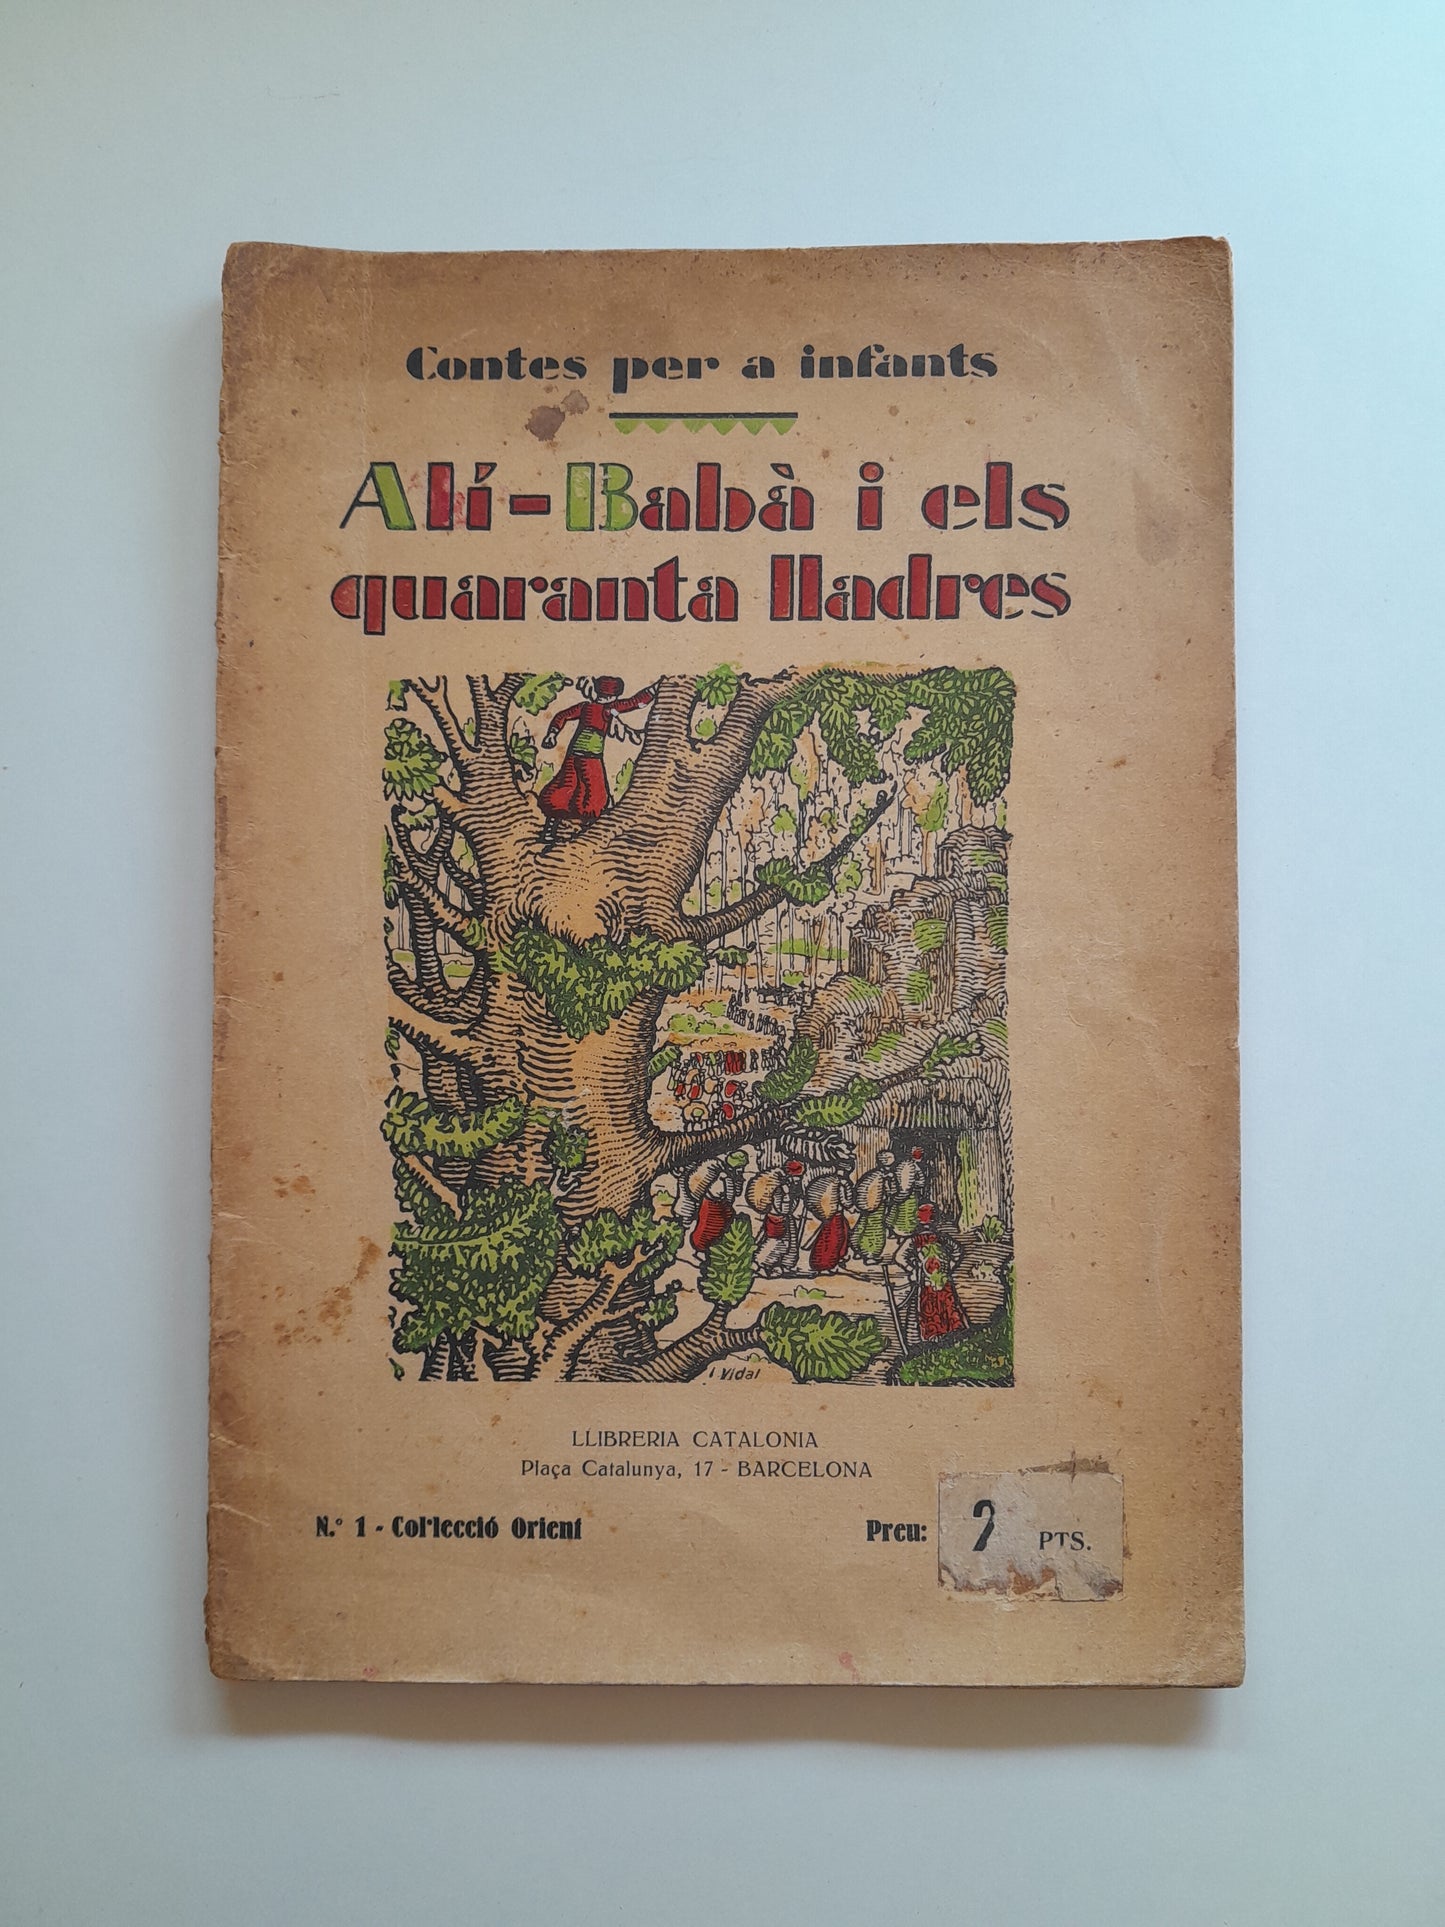 Contes per a infants
Alí-Babà i els
quaranta lladres
I Vidal
LLIBRERIA CATALONIA
Plaça Catalunya, 17 - BARCELONA
N.º 1 - Col·lecció Orient
Preu: 2 PTS.